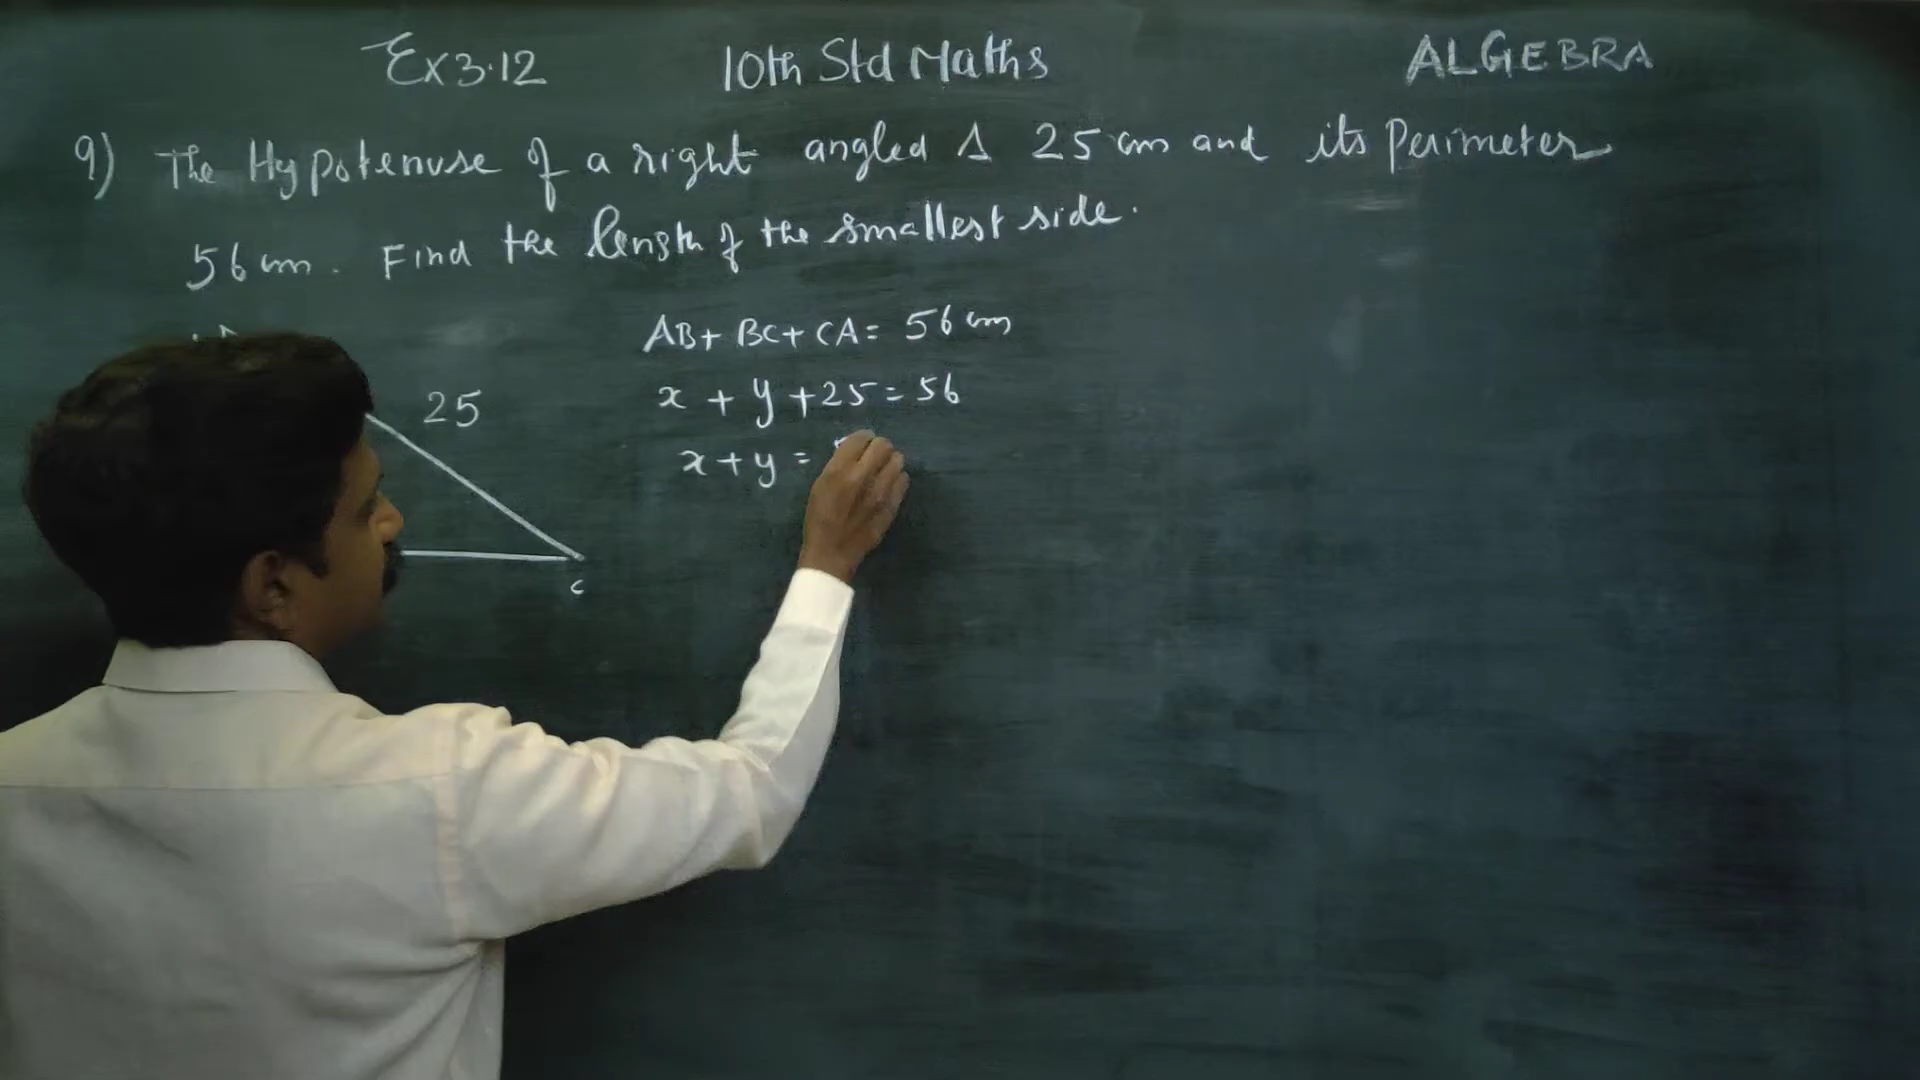 Ex 3.12 10th Std Maths ALGEBRA
9) The Hypotenuse of a right angled Δ 25 cm and its Perimeter
56 cm. Find the length of the smallest side.
AB + BC + CA = 56 cm
25
x + y + 25 = 56
x + y =
C